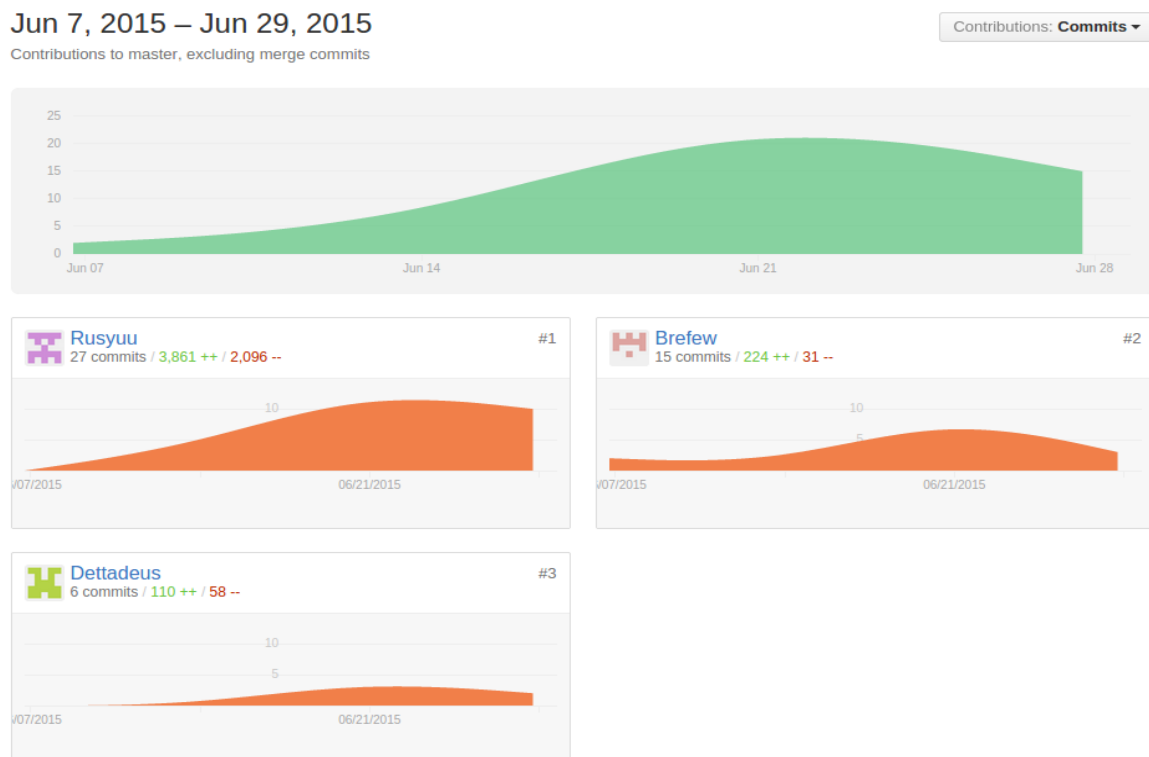 Jun 7, 2015 – Jun 29, 2015
Contributions: Commits
Contributions to master, excluding merge commits
25
20
15
10
5
0
Jun 07 Jun 14 Jun 21 Jun 28
Rusyuu #1
27 commits / 3,861 ++ / 2,096 --
10
/07/2015 06/21/2015
Brefew #2
15 commits / 224 ++ / 31 --
10
5
/07/2015 06/21/2015
Dettadeus #3
6 commits / 110 ++ / 58 --
10
5
/07/2015 06/21/2015